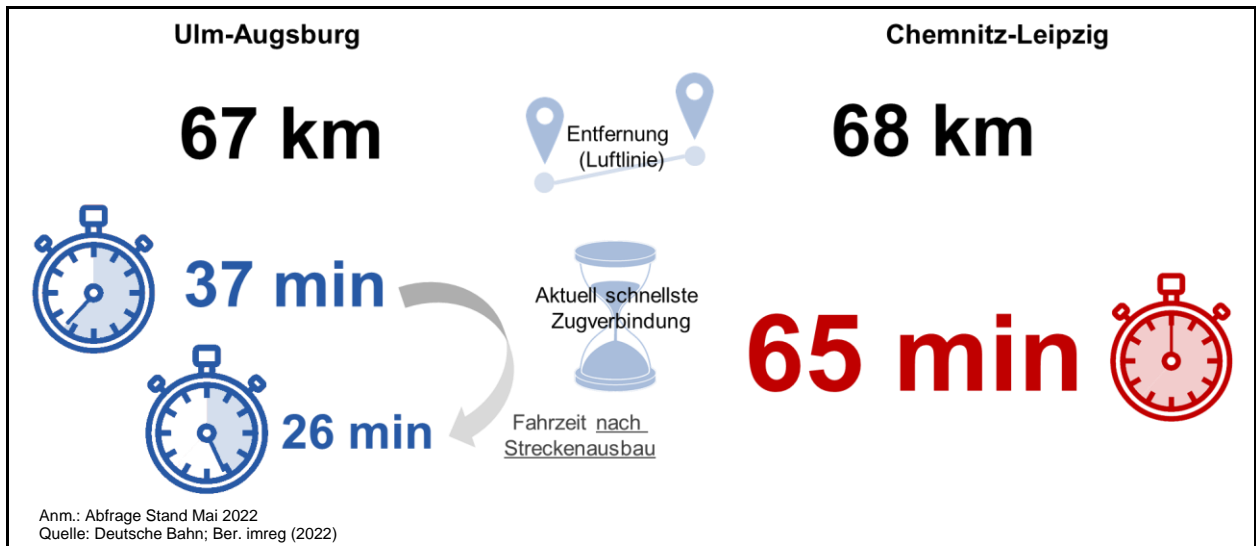 Ulm-Augsburg
Chemnitz-Leipzig
67 km
Entfernung
(Luftlinie)
68 km
37 min
Aktuell schnellste
Zugverbindung
65 min
26 min
Fahrzeit nach
Streckenausbau
Anm.: Abfrage Stand Mai 2022
Quelle: Deutsche Bahn; Ber. imreg (2022)